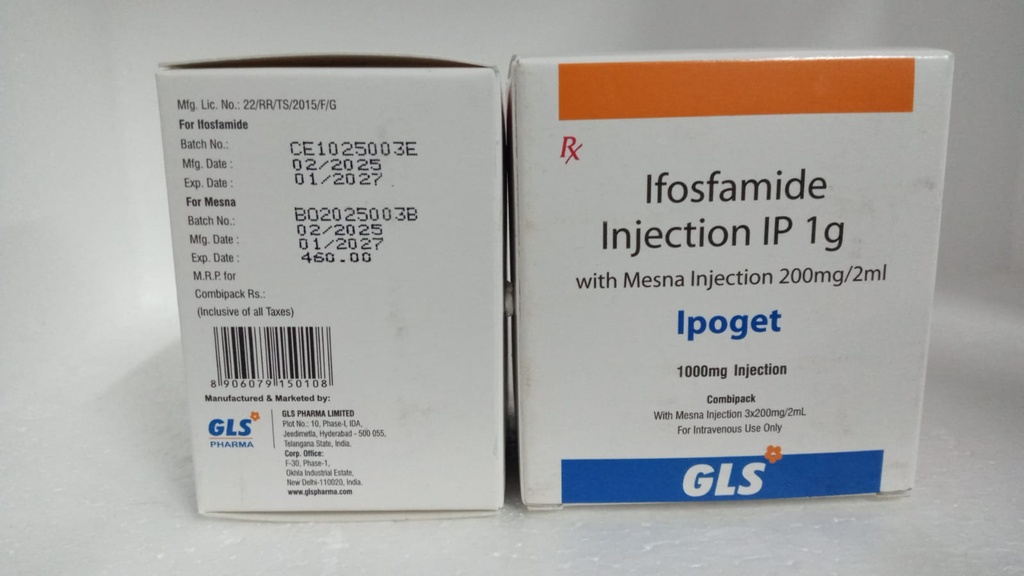 Mfg. Lic. No.: 22/RR/TS/2015/F/G
For Ifosfamide
Batch No.: CE1025003E
Mfg. Date : 02/2025
Exp. Date : 01/2027
For Mesna
Batch No.: BO2025003B
Mfg. Date : 02/2025
Exp. Date : 01/2027
M.R.P. for 460.00
Combipack Rs.:
(Inclusive of all Taxes)
8 906079 150108
Manufactured & Marketed by:
GLS
PHARMA
GLS PHARMA LIMITED
Plot No.: 10, Phase-I, IDA,
Jeedimetla, Hyderabad - 500 055,
Telangana State, India.
Corp. Office:
F-30, Phase-1,
Okhla Industrial Estate,
New Delhi-110020, India.
www.glspharma.com
Rx
Ifosfamide
Injection IP 1g
with Mesna Injection 200mg/2ml
Ipoget
1000mg Injection
Combipack
With Mesna Injection 3x200mg/2mL
For Intravenous Use Only
GLS